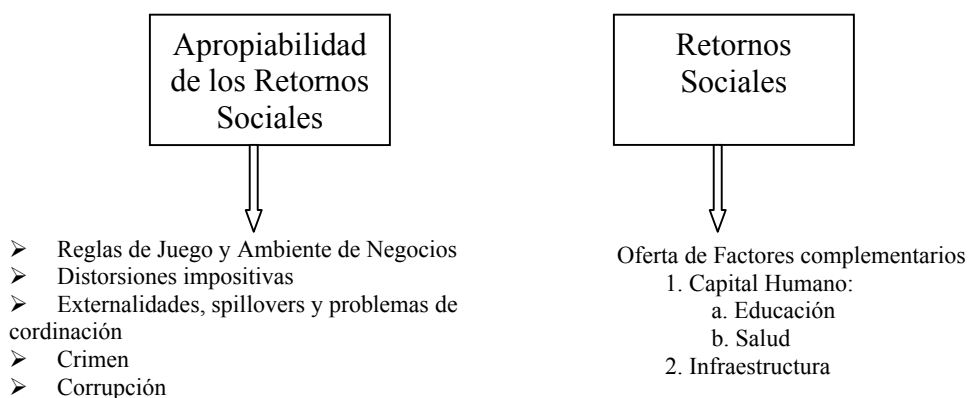 Apropiabilidad
de los Retornos
Sociales
➢ Reglas de Juego y Ambiente de Negocios
➢ Distorsiones impositivas
➢ Externalidades, spillovers y problemas de
cordinación
➢ Crimen
➢ Corrupción
Retornos
Sociales
Oferta de Factores complementarios
1. Capital Humano:
a. Educación
b. Salud
2. Infraestructura